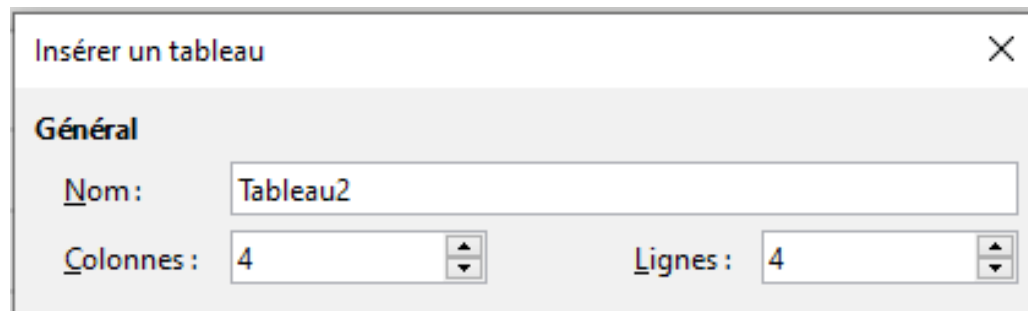 Insérer un tableau
Général
Nom : Tableau2
Colonnes : 4 Lignes : 4